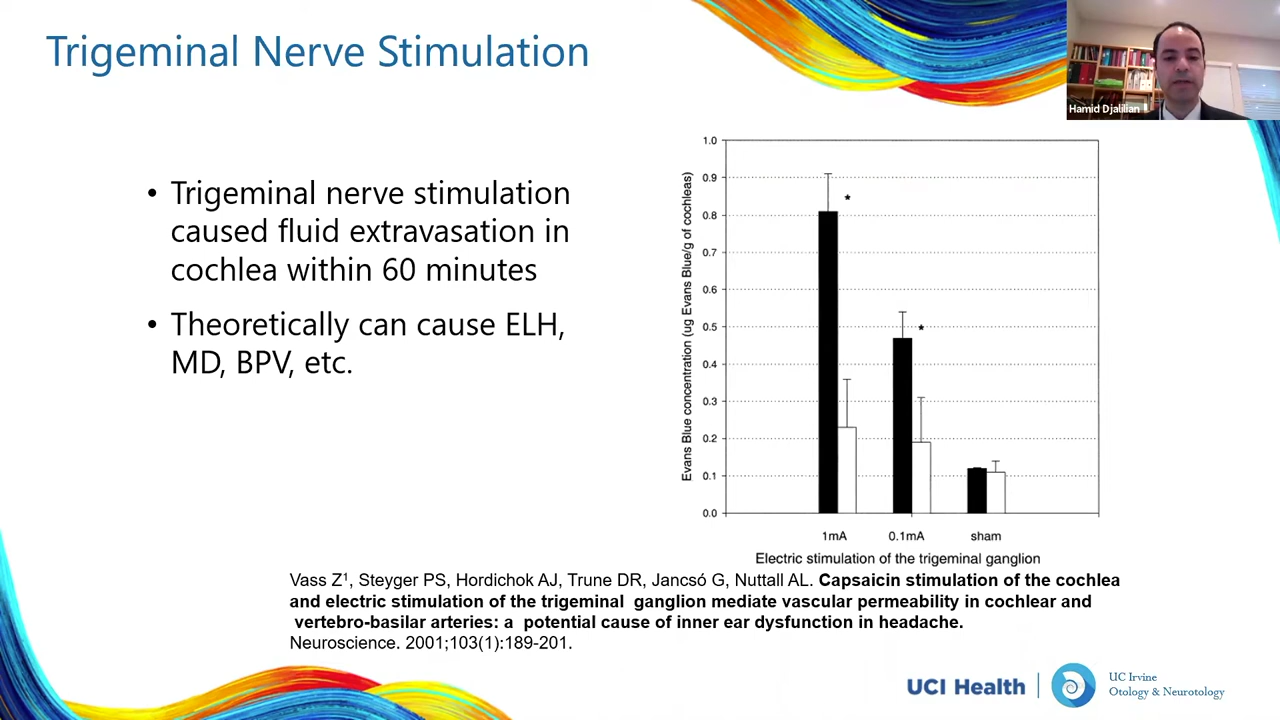 Trigeminal Nerve Stimulation
Hamid Djalilian
• Trigeminal nerve stimulation
caused fluid extravasation in
cochlea within 60 minutes
• Theoretically can cause ELH,
MD, BPV, etc.
Evans Blue concentration (ug Evans Blue/g of cochleas)
1.0
0.9
0.8
0.7
0.6
0.5
0.4
0.3
0.2
0.1
0.0
*
*
1mA 0.1mA sham
Electric stimulation of the trigeminal ganglion
Vass Z¹, Steyger PS, Hordichok AJ, Trune DR, Jancsó G, Nuttall AL. Capsaicin stimulation of the cochlea
and electric stimulation of the trigeminal ganglion mediate vascular permeability in cochlear and
vertebro-basilar arteries: a potential cause of inner ear dysfunction in headache.
Neuroscience. 2001;103(1):189-201.
UCI Health
UC Irvine
Otology & Neurotology